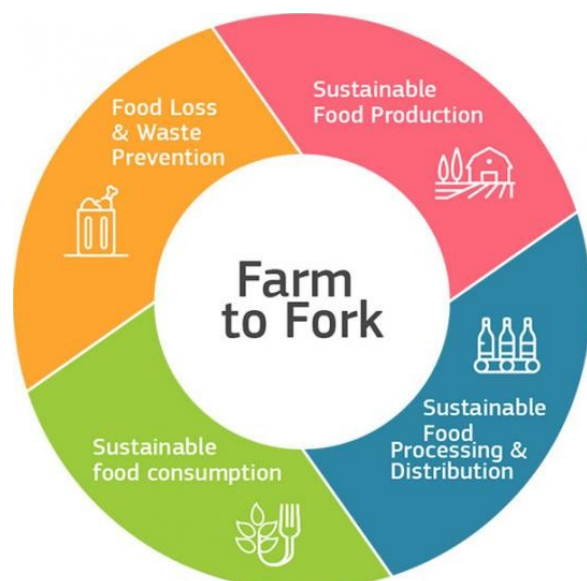 Farm
to Fork
Sustainable
Food Production
Sustainable
Food
Processing &
Distribution
Sustainable
food consumption
Food Loss
& Waste
Prevention